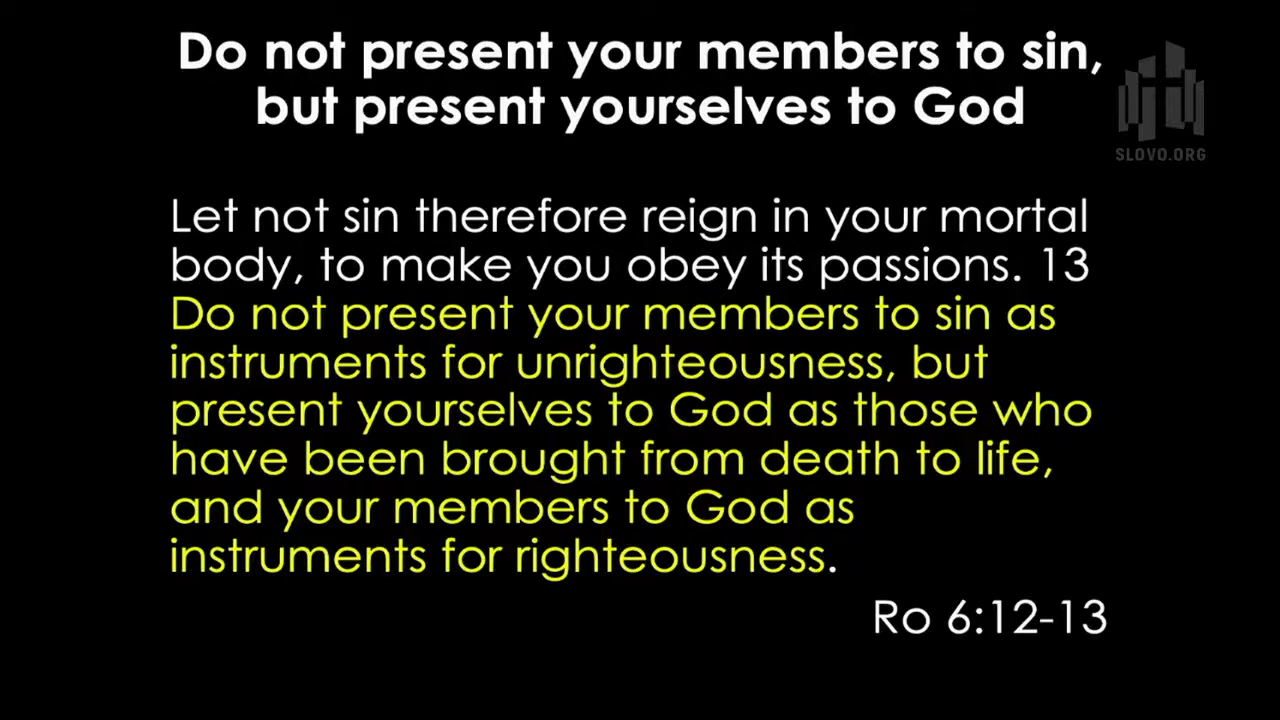 Do not present your members to sin,
but present yourselves to God
SLOVO.ORG
Let not sin therefore reign in your mortal
body, to make you obey its passions. 13
Do not present your members to sin as
instruments for unrighteousness, but
present yourselves to God as those who
have been brought from death to life,
and your members to God as
instruments for righteousness.
Ro 6:12-13